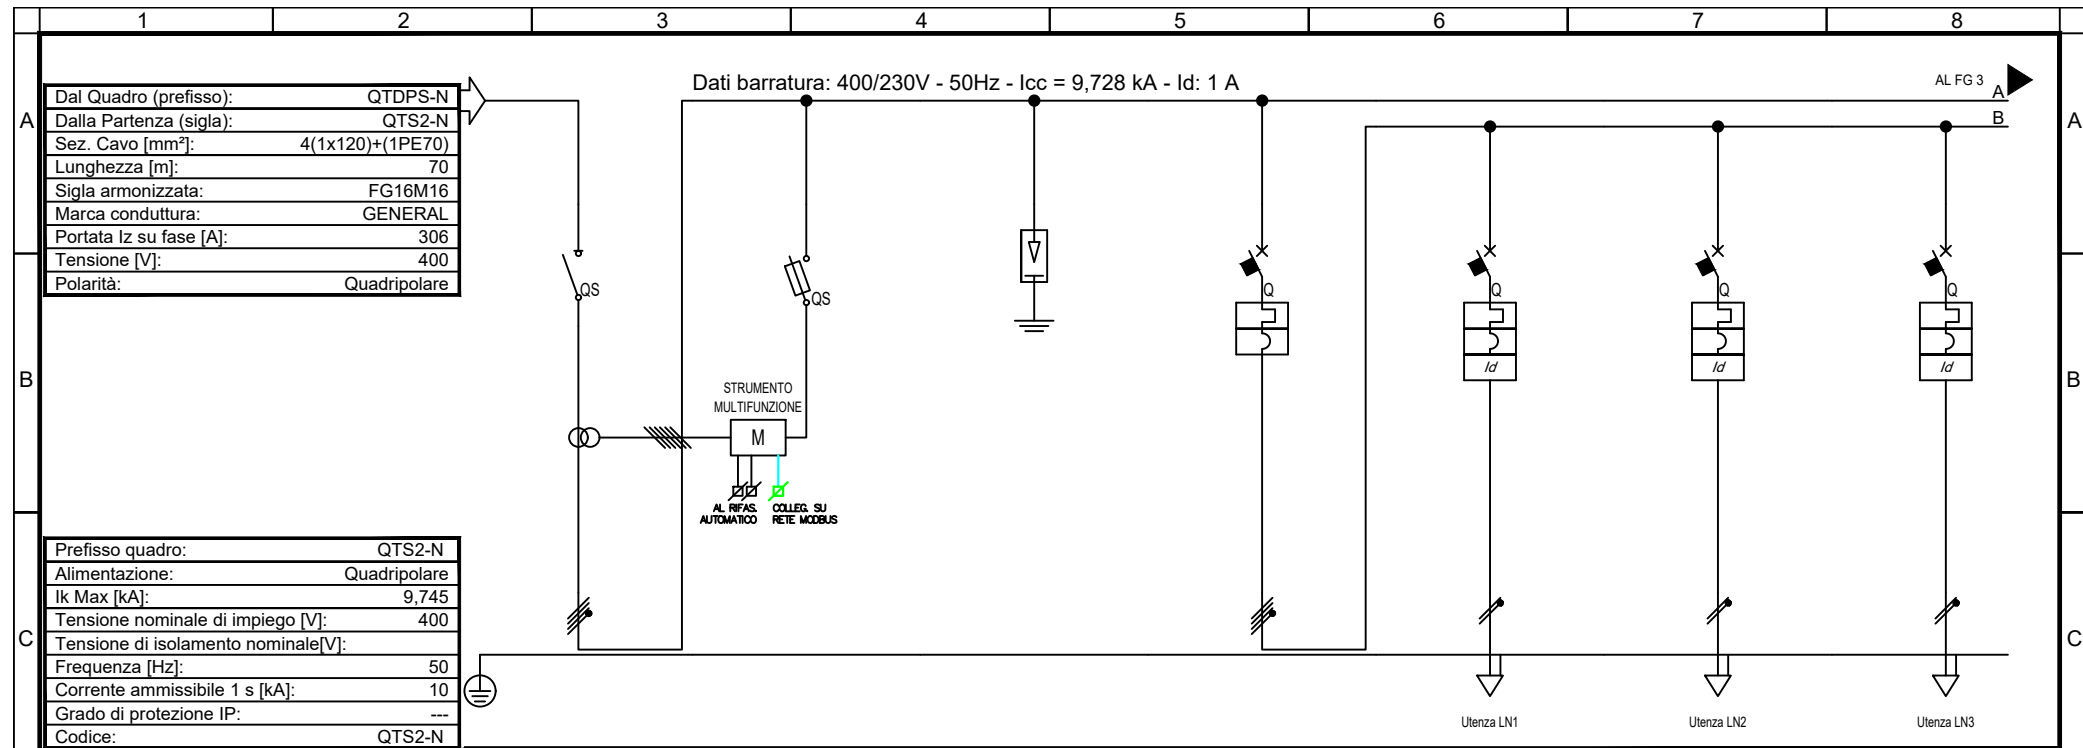 1 2 3 4 5 6 7 8
Dati barratura: 400/230V - 50Hz - Icc = 9,728 kA - Id: 1 A
AL FG 3
A
B
A
A
Dal Quadro (prefisso): QTDPS-N
Dalla Partenza (sigla): QTS2-N
Sez. Cavo [mm²]: 4(1x120)+(1PE70)
Lunghezza [m]: 70
Sigla armonizzata: FG16M16
Marca conduttura: GENERAL
Portata Iz su fase [A]: 306
Tensione [V]: 400
Polarità: Quadripolare
QS
QS
Q
Q
Q
Q
Id
Id
Id
B
B
STRUMENTO
MULTIFUNZIONE
M
AL RIFAS.
AUTOMATICO
COLLEG. SU
RETE MODBUS
Prefisso quadro: QTS2-N
Alimentazione: Quadripolare
Ik Max [kA]: 9,745
Tensione nominale di impiego [V]: 400
Tensione di isolamento nominale[V]:
Frequenza [Hz]: 50
Corrente ammissibile 1 s [kA]: 10
Grado di protezione IP: ---
Codice: QTS2-N
C
C
Utenza LN1
Utenza LN2
Utenza LN3